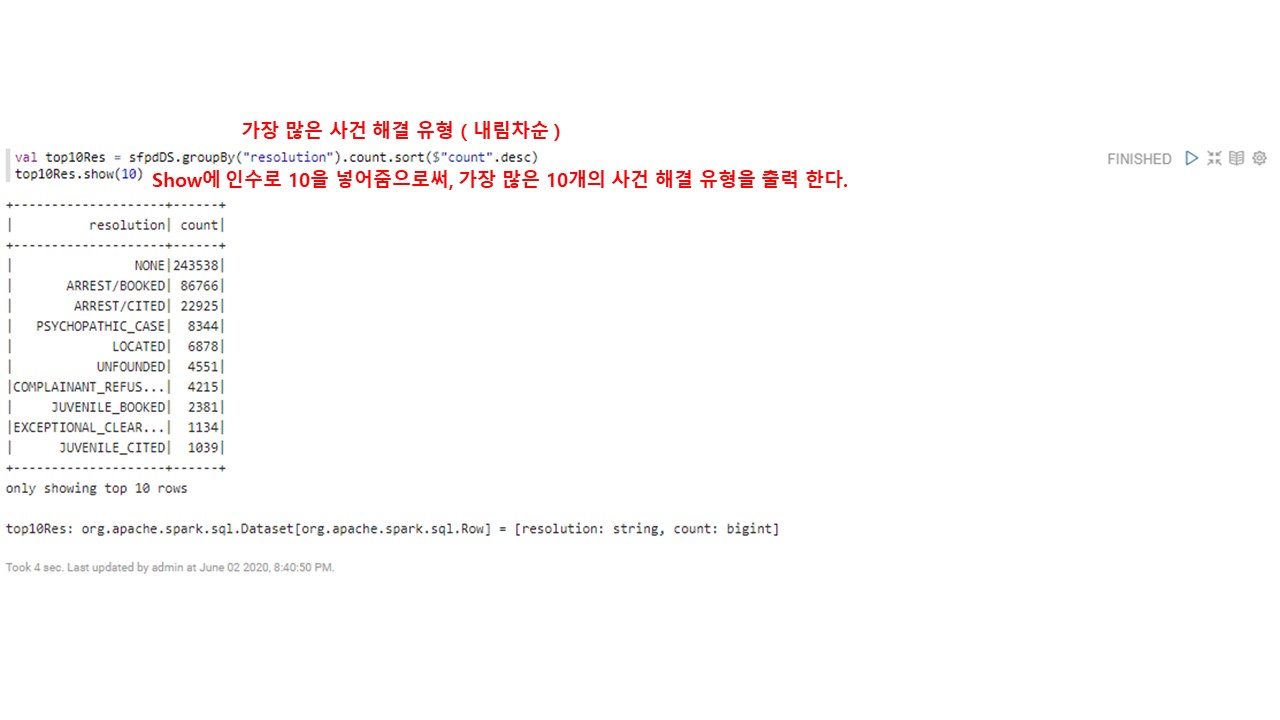 가장 많은 사건 해결 유형 ( 내림차순 )
val top10Res = sfpdDS.groupBy("resolution").count.sort($"count".desc)
FINISHED
top10Res.show(10)
Show에 인수로 10을 넣어줌으로써, 가장 많은 10개의 사건 해결 유형을 출력 한다.
+--------------------+------+
|          resolution| count|
+--------------------+------+
|                NONE|243538|
|       ARREST/BOOKED| 86766|
|        ARREST/CITED| 22925|
|   PSYCHOPATHIC_CASE|  8344|
|             LOCATED|  6878|
|           UNFOUNDED|  4551|
|COMPLAINANT_REFUS...|  4215|
|     JUVENILE_BOOKED|  2381|
|EXCEPTIONAL_CLEAR...|  1134|
|      JUVENILE_CITED|  1039|
+--------------------+------+
only showing top 10 rows
top10Res: org.apache.spark.sql.Dataset[org.apache.spark.sql.Row] = [resolution: string, count: bigint]
Took 4 sec. Last updated by admin at June 02 2020, 8:40:50 PM.